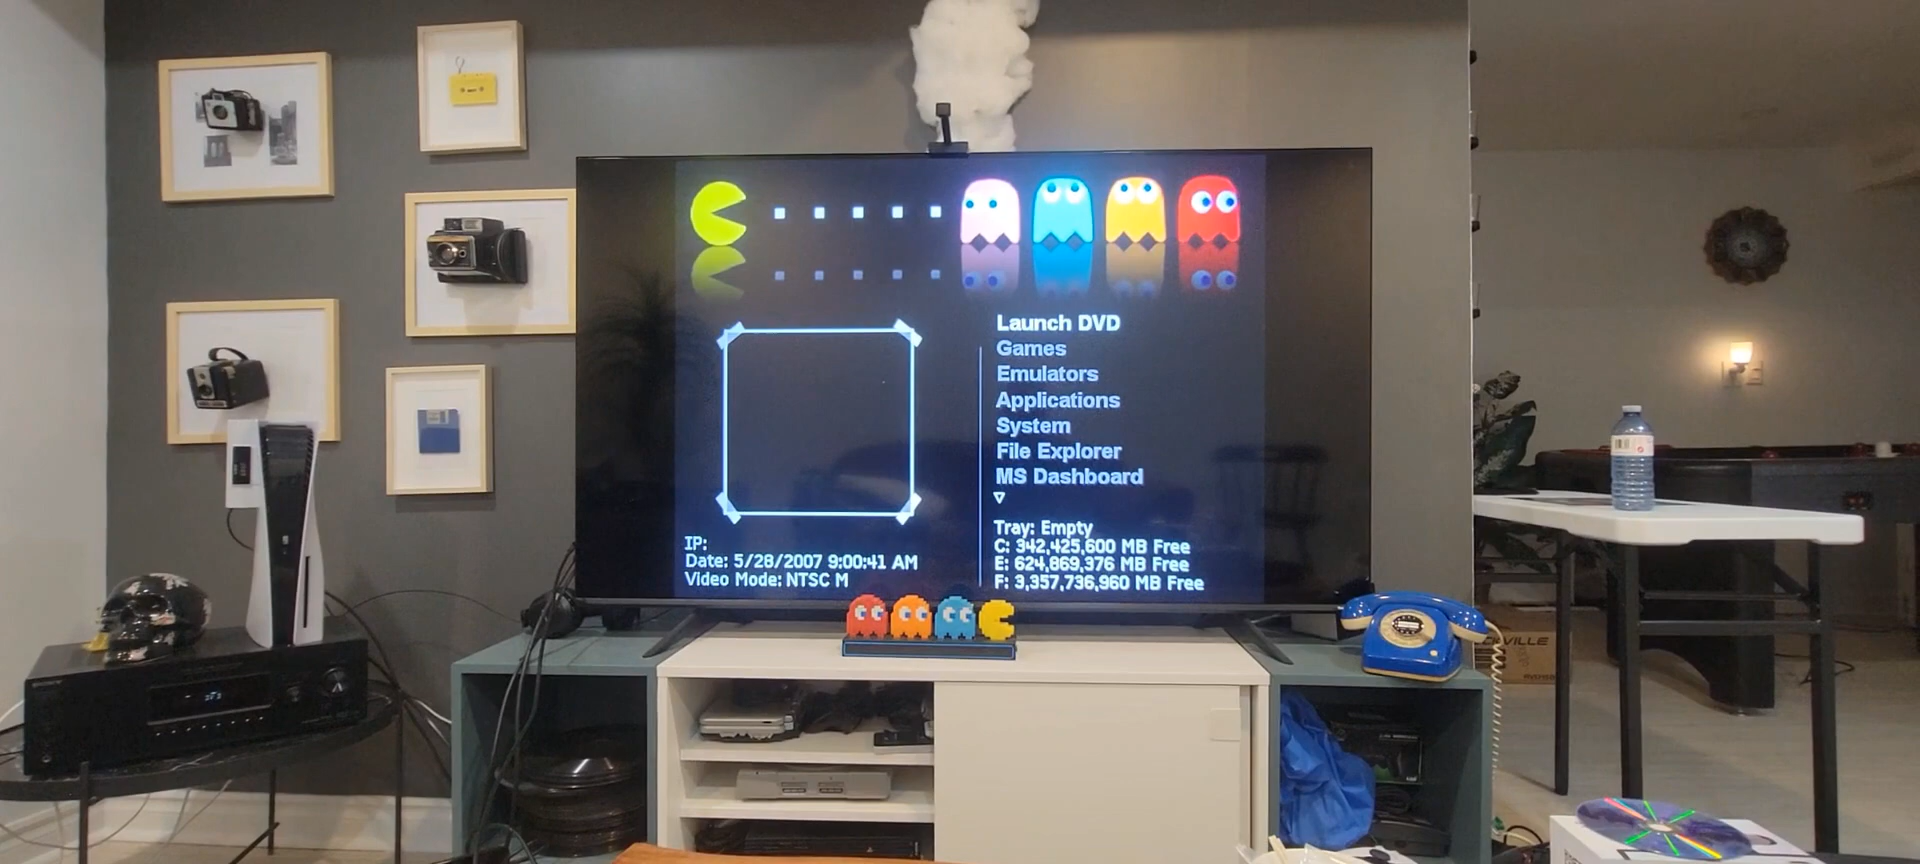 Launch DVD
Games
Emulators
Applications
System
File Explorer
MS Dashboard
Tray: Empty
C: 342,425,600 MB Free
E: 624,869,376 MB Free
F: 3,357,736,960 MB Free
IP:
Date: 5/28/2007 9:00:41 AM
Video Mode: NTSC M